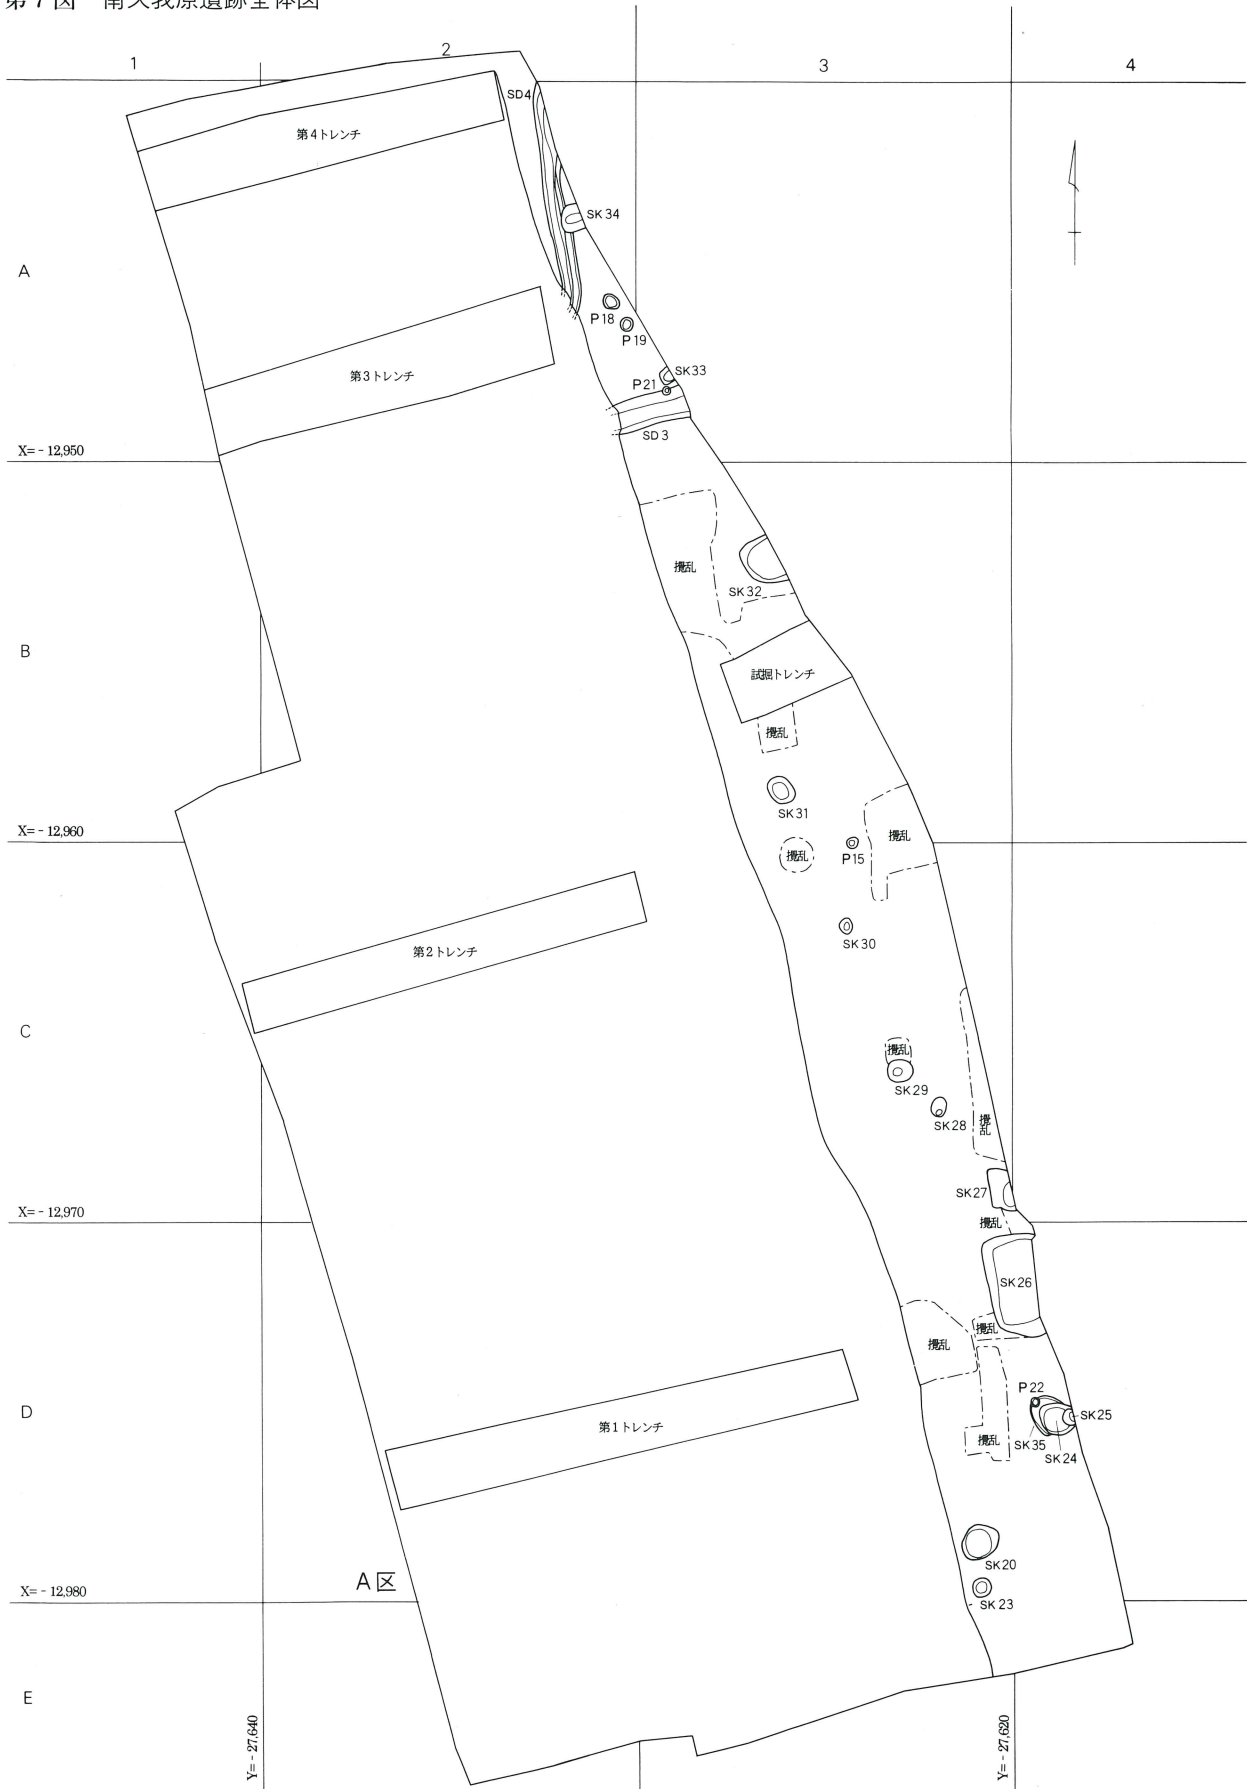 第7図 南久我原遺跡全体図
1
2
3
4
SD4
第4トレンチ
SK34
A
P18
P19
SK33
第3トレンチ
P21
SD3
X=-12,950
攪乱
SK32
B
試掘トレンチ
攪乱
SK31
X=-12,960
攪乱
攪乱
P15
SK30
第2トレンチ
C
攪乱
SK29
SK28
攪乱
SK27
X=-12,970
攪乱
SK26
攪乱
攪乱
P22
D
SK25
第1トレンチ
攪乱
SK35
SK24
SK20
A区
X=-12,980
SK23
E
Y=-27,640
Y=-27,620